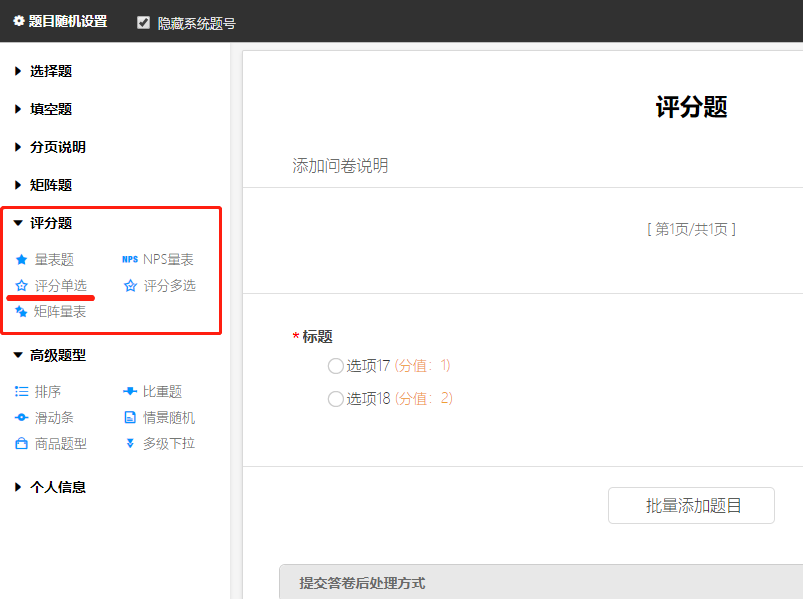 题目随机设置 隐藏系统题号
选择题
填空题
分页说明
矩阵题
评分题
量表题 NPS NPS量表
评分单选 评分多选
矩阵量表
高级题型
排序 比重题
滑动条 情景随机
商品题型 多级下拉
个人信息
评分题
添加问卷说明
[ 第1页/共1页 ]
*标题
选项17 (分值：1)
选项18 (分值：2)
批量添加题目
提交答卷后处理方式